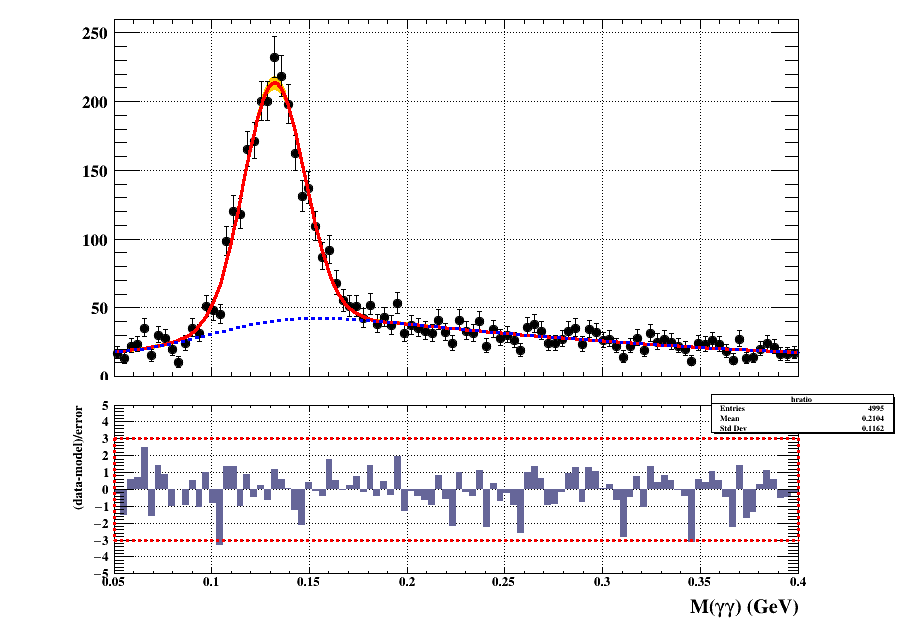 250
200
150
100
50
0
5
4
3
2
1
0
−1
−2
−3
−4
−5
(data-model)/error
hratio
Entries 4995
Mean 0.2104
Std Dev 0.1162
0.05 0.1 0.15 0.2 0.25 0.3 0.35 0.4
M(γγ) (GeV)